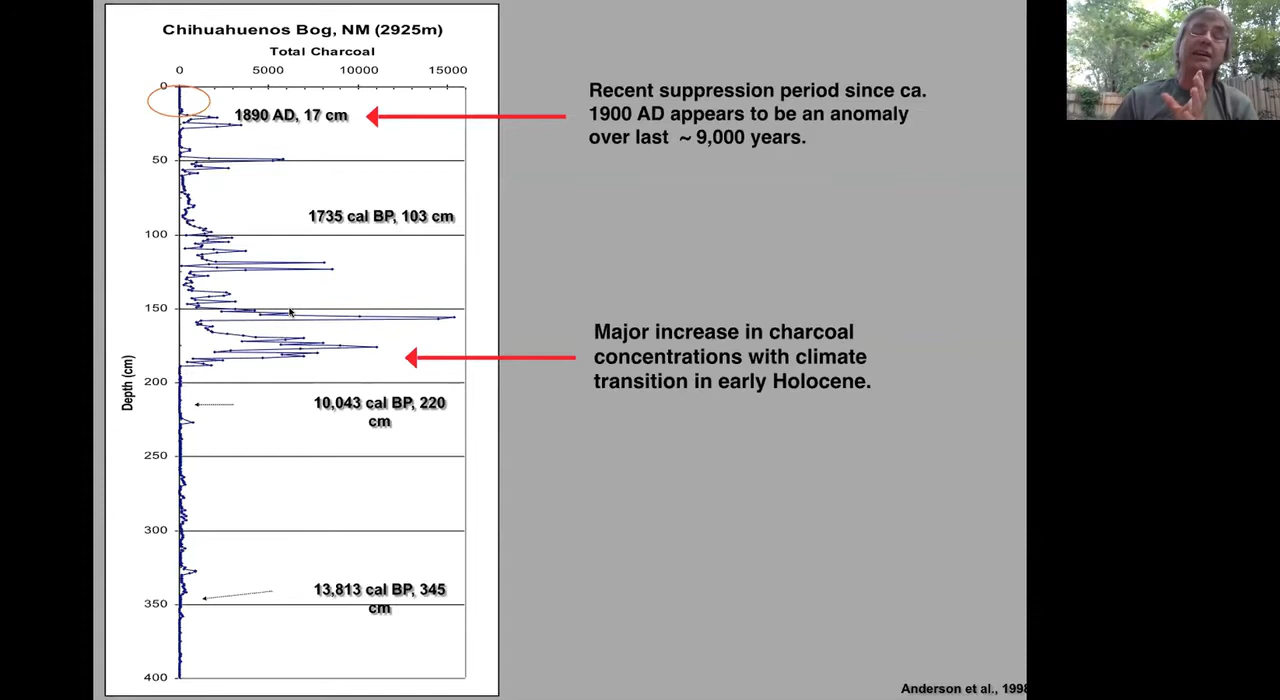 Chihuahuenos Bog, NM (2925m)
Total Charcoal
0 5000 10000 15000
0
1890 AD, 17 cm
50
1735 cal BP, 103 cm
100
150
200
10,043 cal BP, 220
cm
250
300
13,813 cal BP, 345
cm
350
400
Depth (cm)
Recent suppression period since ca.
1900 AD appears to be an anomaly
over last ~ 9,000 years.
Major increase in charcoal
concentrations with climate
transition in early Holocene.
Anderson et al., 1998